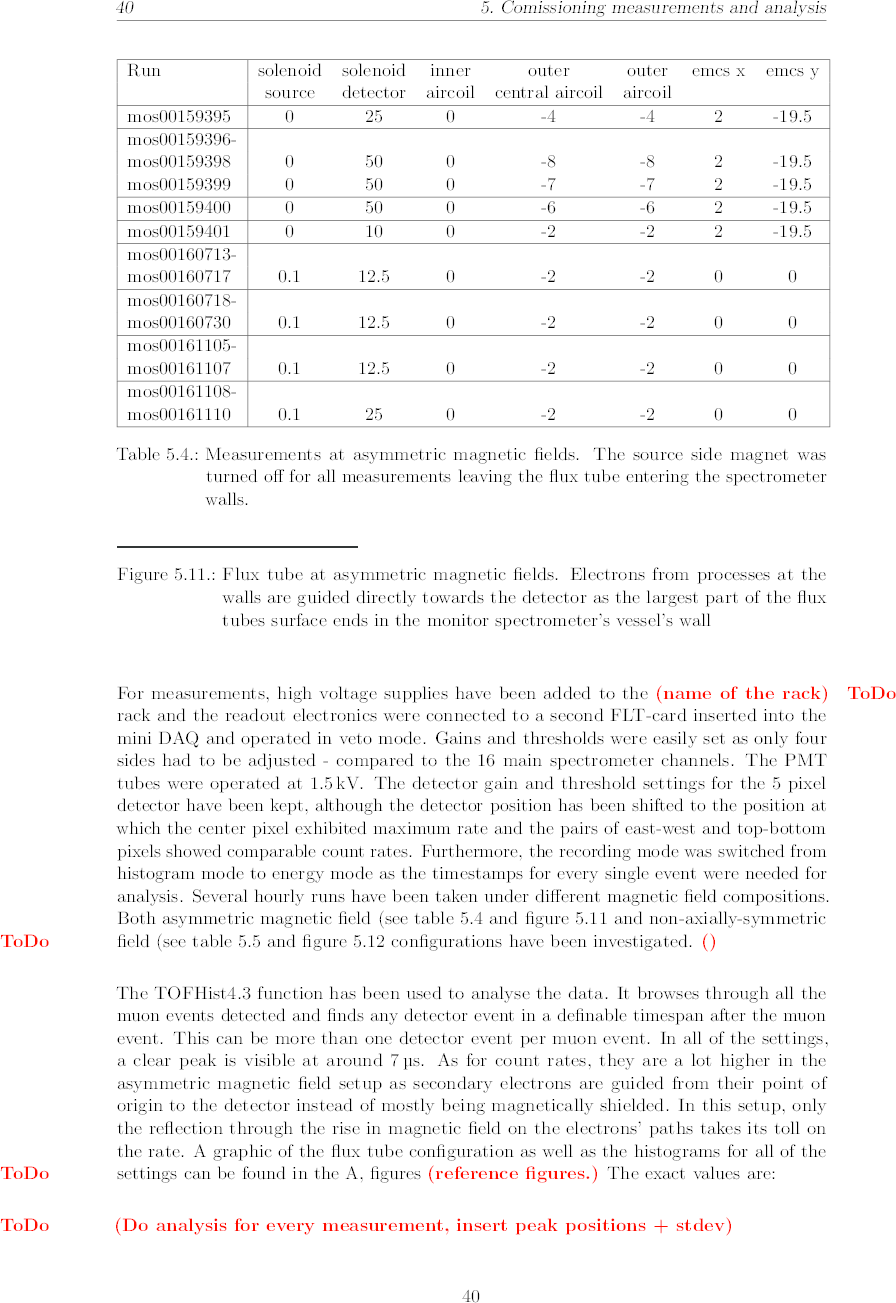 40 5. Comissioning measurements and analysis
Run solenoid solenoid inner outer outer emcs x emcs y
source detector aircoil central aircoil aircoil
mos00159395 0 25 0 -4 -4 2 -19.5
mos00159396-
mos00159398 0 50 0 -8 -8 2 -19.5
mos00159399 0 50 0 -7 -7 2 -19.5
mos00159400 0 50 0 -6 -6 2 -19.5
mos00159401 0 10 0 -2 -2 2 -19.5
mos00160713-
mos00160717 0.1 12.5 0 -2 -2 0 0
mos00160718-
mos00160730 0.1 12.5 0 -2 -2 0 0
mos00161105-
mos00161107 0.1 12.5 0 -2 -2 0 0
mos00161108-
mos00161110 0.1 25 0 -2 -2 0 0
Table 5.4.: Measurements at asymmetric magnetic fields. The source side magnet was
turned off for all measurements leaving the flux tube entering the spectrometer
walls.
Figure 5.11.: Flux tube at asymmetric magnetic fields. Electrons from processes at the
walls are guided directly towards the detector as the largest part of the flux
tubes surface ends in the monitor spectrometer's vessel's wall
For measurements, high voltage supplies have been added to the (name of the rack) ToDo
rack and the readout electronics were connected to a second FLT-card inserted into the
mini DAQ and operated in veto mode. Gains and thresholds were easily set as only four
sides had to be adjusted - compared to the 16 main spectrometer channels. The PMT
tubes were operated at 1.5 kV. The detector gain and threshold settings for the 5 pixel
detector have been kept, although the detector position has been shifted to the position at
which the center pixel exhibited maximum rate and the pairs of east-west and top-bottom
pixels showed comparable count rates. Furthermore, the recording mode was switched from
histogram mode to energy mode as the timestamps for every single event were needed for
analysis. Several hourly runs have been taken under different magnetic field compositions.
Both asymmetric magnetic field (see table 5.4 and figure 5.11 and non-axially-symmetric
ToDo field (see table 5.5 and figure 5.12 configurations have been investigated. ()
The TOFHist4.3 function has been used to analyse the data. It browses through all the
muon events detected and finds any detector event in a definable timespan after the muon
event. This can be more than one detector event per muon event. In all of the settings,
a clear peak is visible at around 7 µs. As for count rates, they are a lot higher in the
asymmetric magnetic field setup as secondary electrons are guided from their point of
origin to the detector instead of mostly being magnetically shielded. In this setup, only
the reflection through the rise in magnetic field on the electrons' paths takes its toll on
the rate. A graphic of the flux tube configuration as well as the histograms for all of the
ToDo settings can be found in the A, figures (reference figures.) The exact values are:
ToDo (Do analysis for every measurement, insert peak positions + stdev)
40